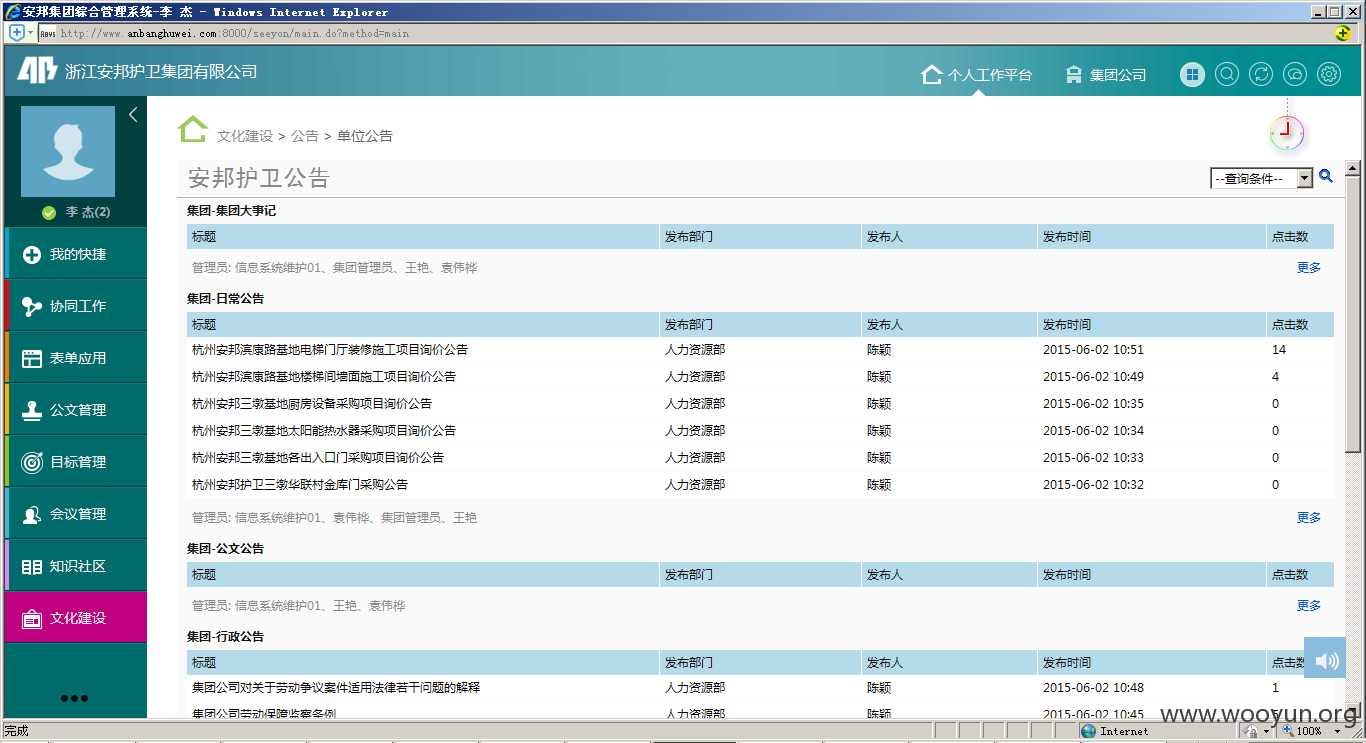 安邦集团综合管理系统-李 杰 - Windows Internet Explorer
http://www.anbanghuwei.com:8000/seeyon/main.do?method=main
浙江安邦护卫集团有限公司
个人工作平台
集团公司
文化建设 > 公告 > 单位公告
李 杰(2)
我的快捷
协同工作
表单应用
公文管理
目标管理
会议管理
知识社区
文化建设
安邦护卫公告
--查询条件--
集团-集团大事记
标题 发布部门 发布人 发布时间 点击数
管理员: 信息系统维护01、集团管理员、王艳、袁伟桦 更多
集团-日常公告
标题 发布部门 发布人 发布时间 点击数
杭州安邦滨康路基地电梯门厅装修施工项目询价公告 人力资源部 陈颖 2015-06-02 10:51 14
杭州安邦滨康路基地楼梯间墙面施工项目询价公告 人力资源部 陈颖 2015-06-02 10:49 4
杭州安邦三墩基地厨房设备采购项目询价公告 人力资源部 陈颖 2015-06-02 10:35 0
杭州安邦三墩基地太阳能热水器采购项目询价公告 人力资源部 陈颖 2015-06-02 10:34 0
杭州安邦三墩基地各出入口门采购项目询价公告 人力资源部 陈颖 2015-06-02 10:33 0
杭州安邦护卫三墩华联村金库门采购公告 人力资源部 陈颖 2015-06-02 10:32 0
管理员: 信息系统维护01、袁伟桦、集团管理员、王艳 更多
集团-公文公告
标题 发布部门 发布人 发布时间 点击数
管理员: 信息系统维护01、王艳、袁伟桦 更多
集团-行政公告
标题 发布部门 发布人 发布时间 点击数
集团公司对关于劳动争议案件适用法律若干问题的解释 人力资源部 陈颖 2015-06-02 10:48 1
集团公司劳动保障监察条例 人力资源部 陈颖 2015-06-02 10:45
www.wooyun.org
完成
Internet
100%